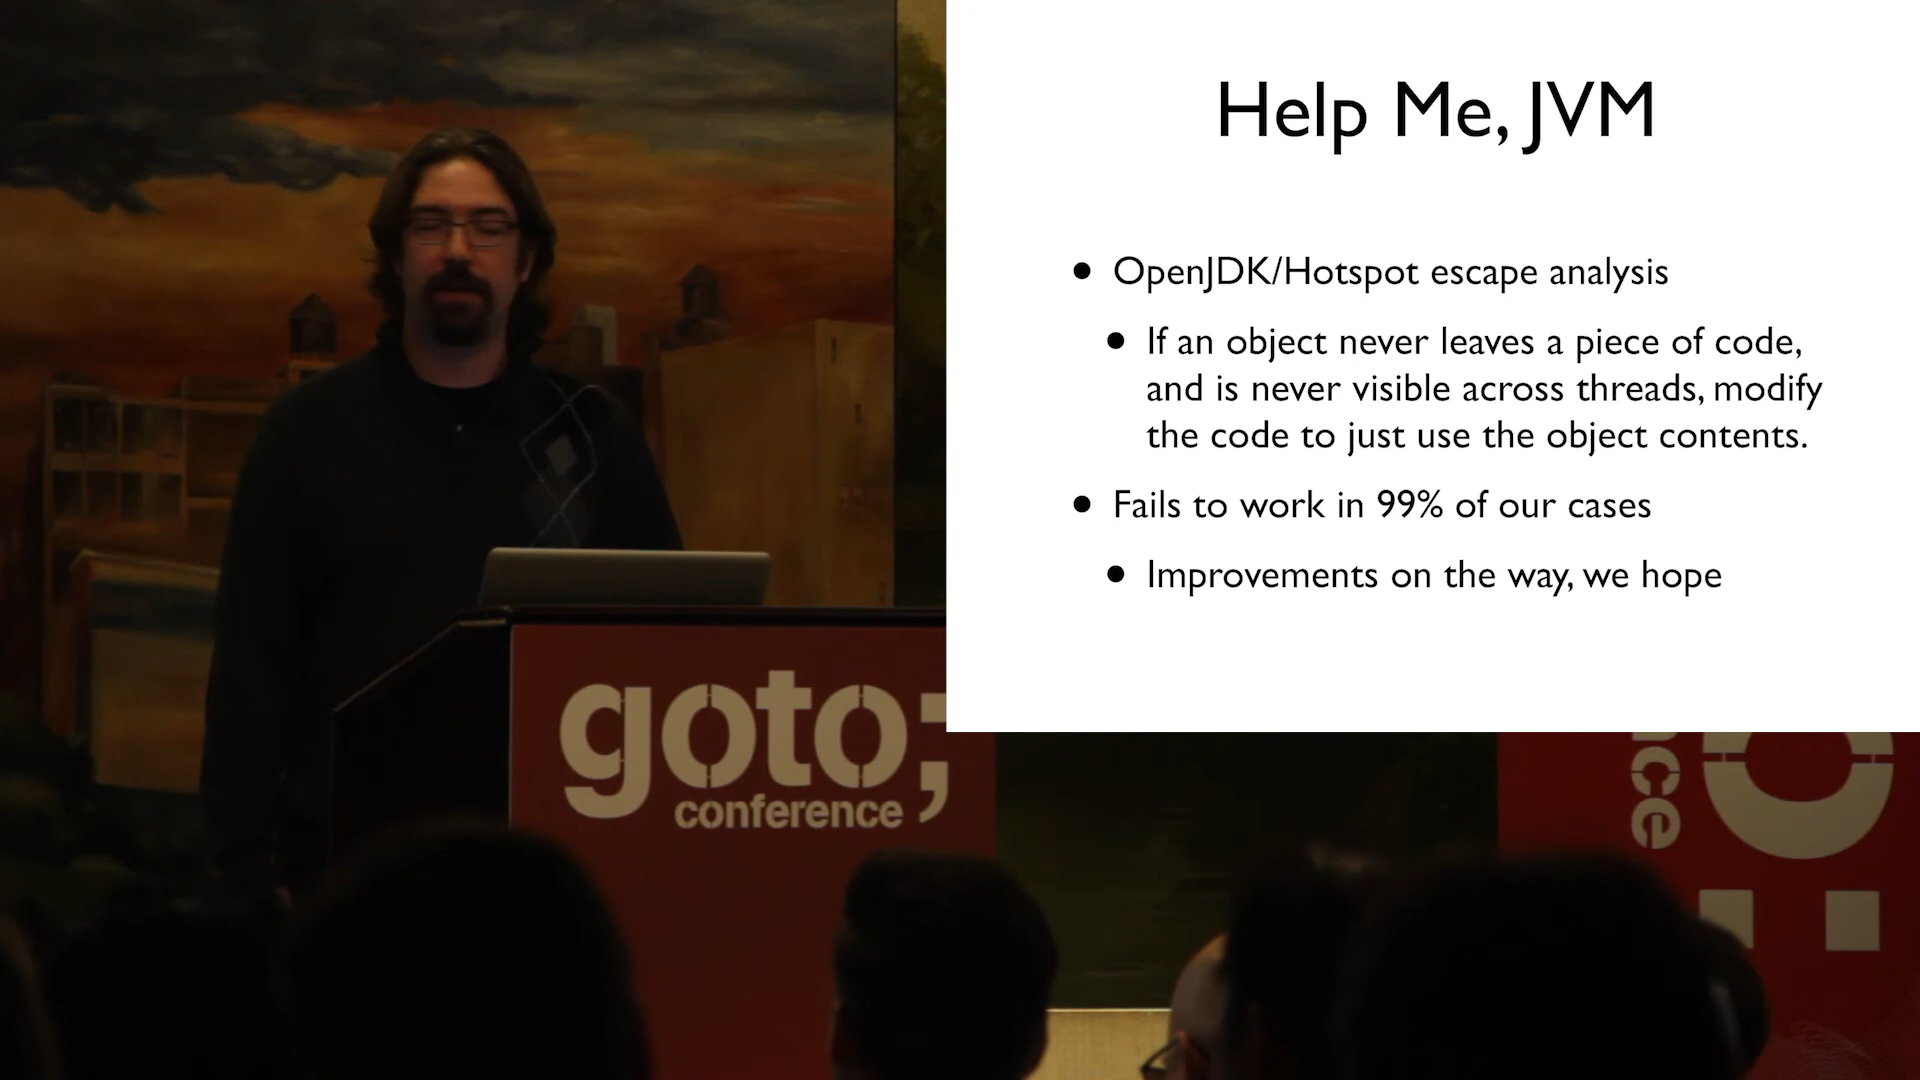 Help Me, JVM
• OpenJDK/Hotspot escape analysis
• If an object never leaves a piece of code,
and is never visible across threads, modify
the code to just use the object contents.
• Fails to work in 99% of our cases
• Improvements on the way, we hope
goto;
conference
nce